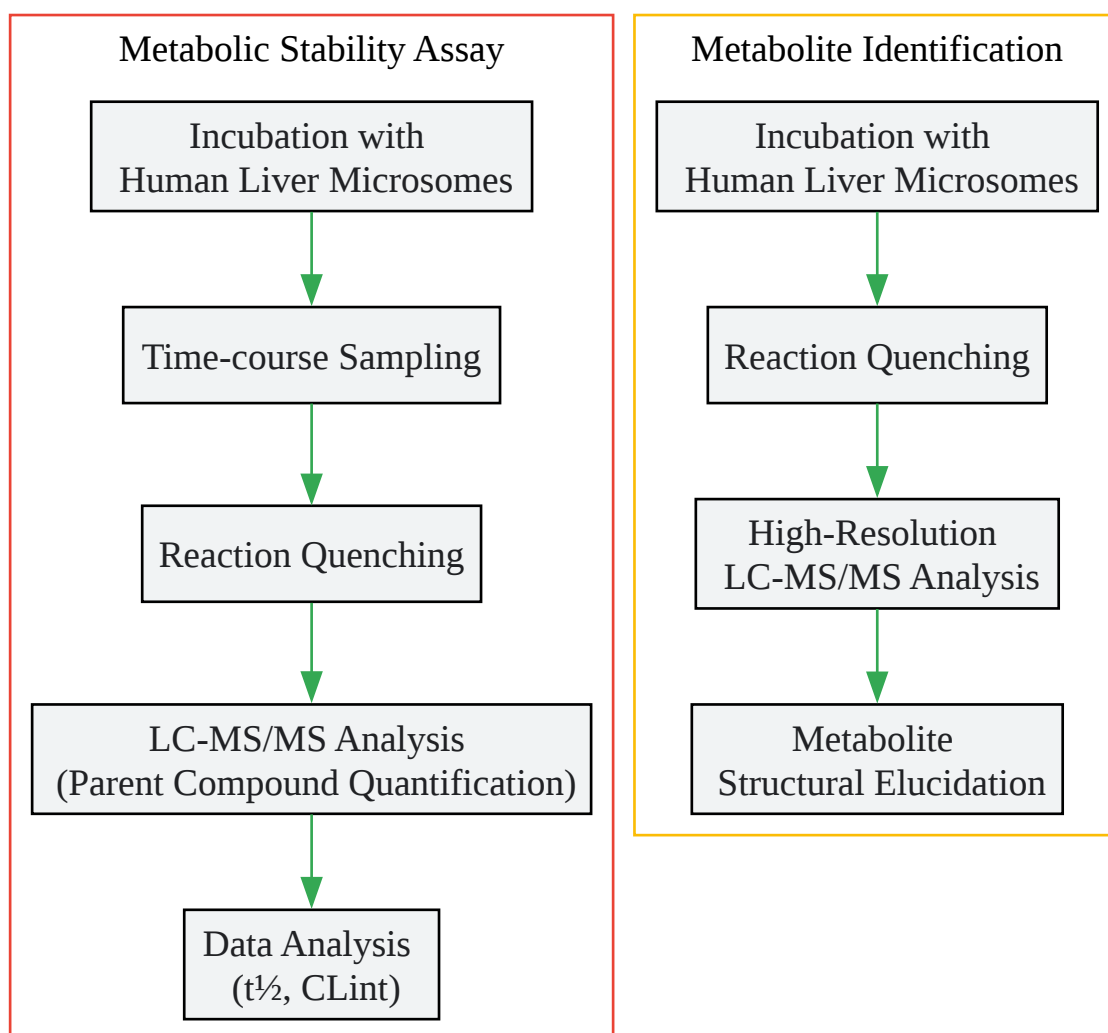 Metabolic Stability Assay
Incubation with
Human Liver Microsomes
Time-course Sampling
Reaction Quenching
LC-MS/MS Analysis
(Parent Compound Quantification)
Data Analysis
(t½, CLint)
Metabolite Identification
Incubation with
Human Liver Microsomes
Reaction Quenching
High-Resolution
LC-MS/MS Analysis
Metabolite
Structural Elucidation